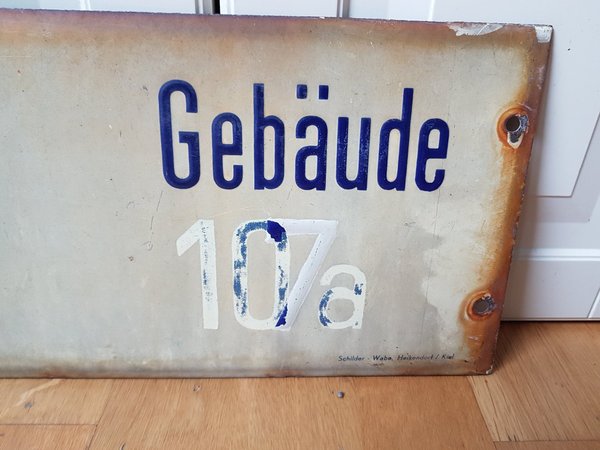 Gebäude
107a
Schilder - Wabe, Heikendorf / Kiel